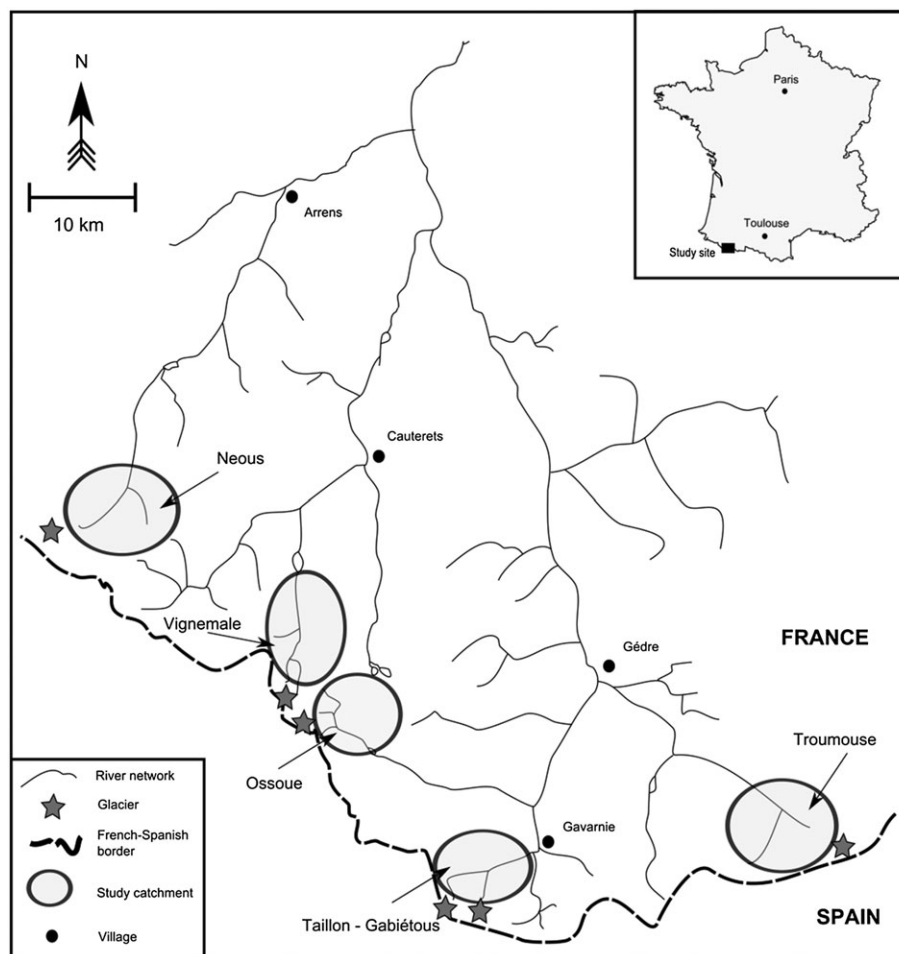 N
10 km
Arrens
Paris
Toulouse
Study site
Cauterets
Neous
Vignemale
Gédre
FRANCE
Ossoue
Troumouse
Gavarnie
Taillon - Gabiétous
SPAIN
River network
Glacier
French-Spanish
border
Study catchment
Village